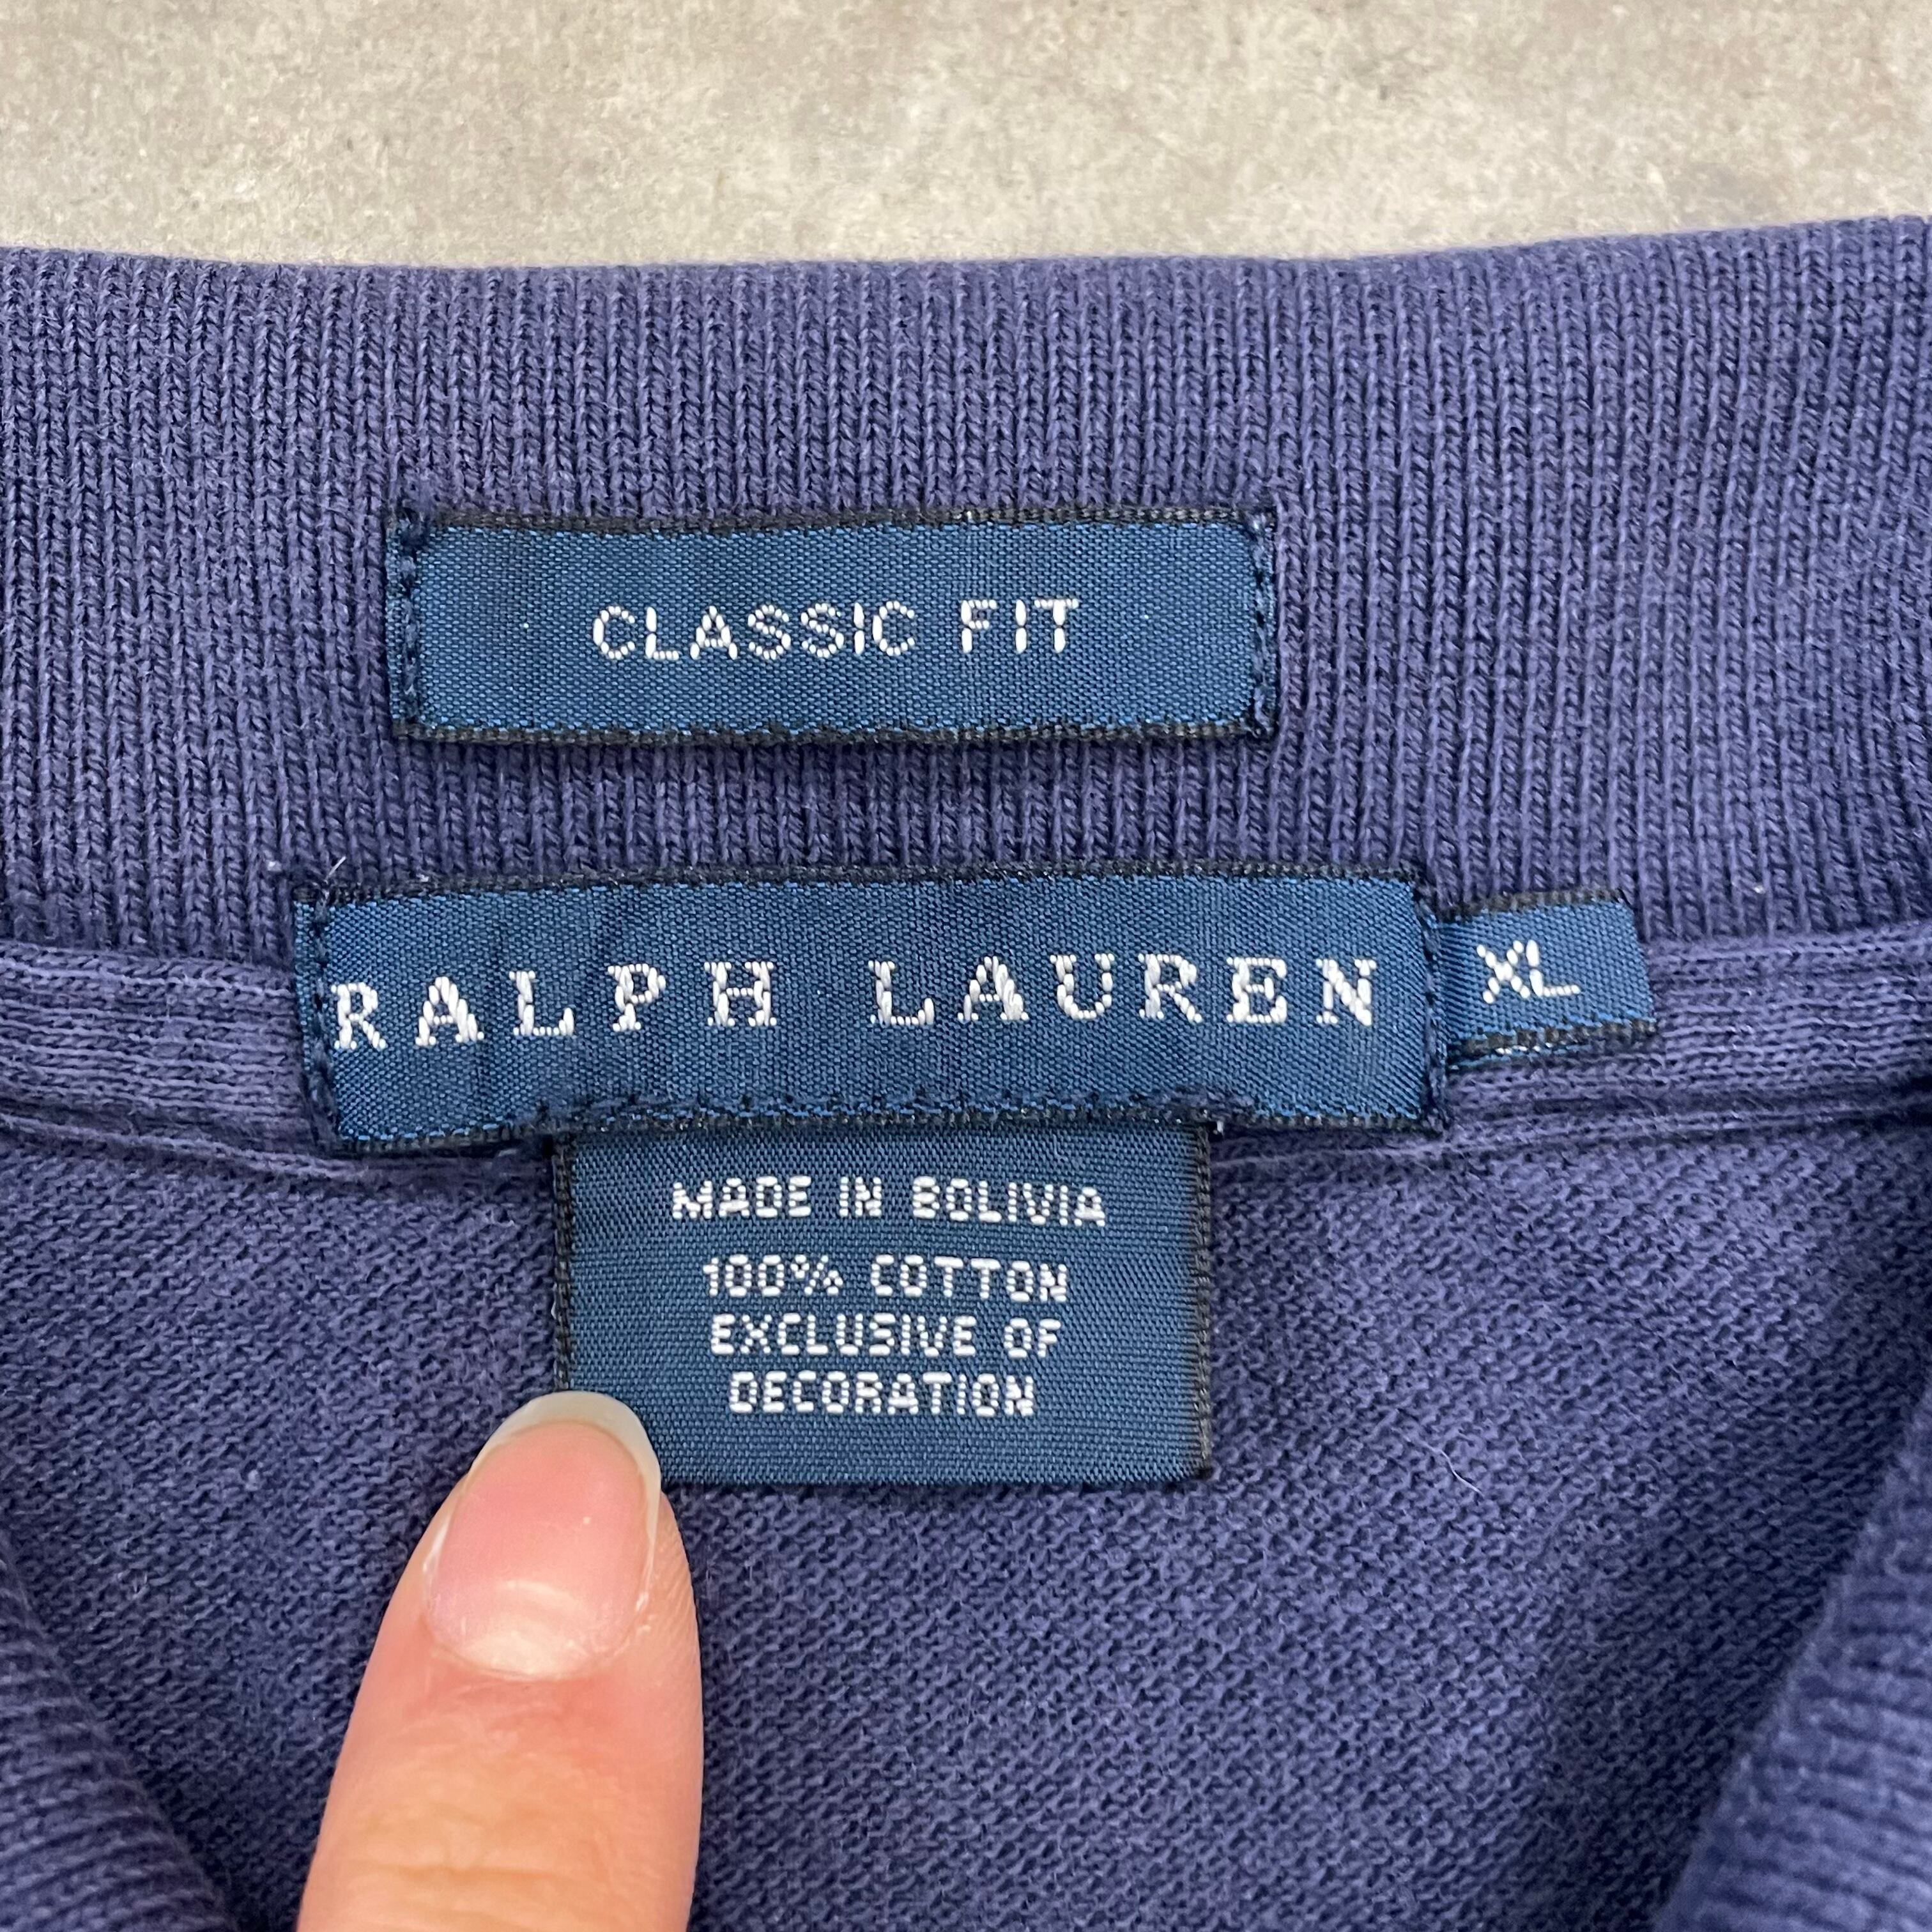 CLASSIC FIT
RALPH LAUREN
XL
MADE IN BOLIVIA
100% COTTON
EXCLUSIVE OF
DECORATION